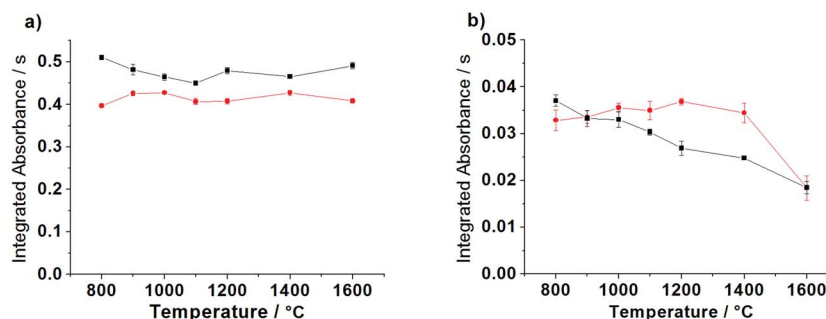 a)
Integrated Absorbance / s
0.5
0.4
0.3
0.2
0.1
0.0
800 1000 1200 1400 1600
Temperature / °C
b)
Integrated Absorbance / s
0.05
0.04
0.03
0.02
0.01
0.00
800 1000 1200 1400 1600
Temperature / °C